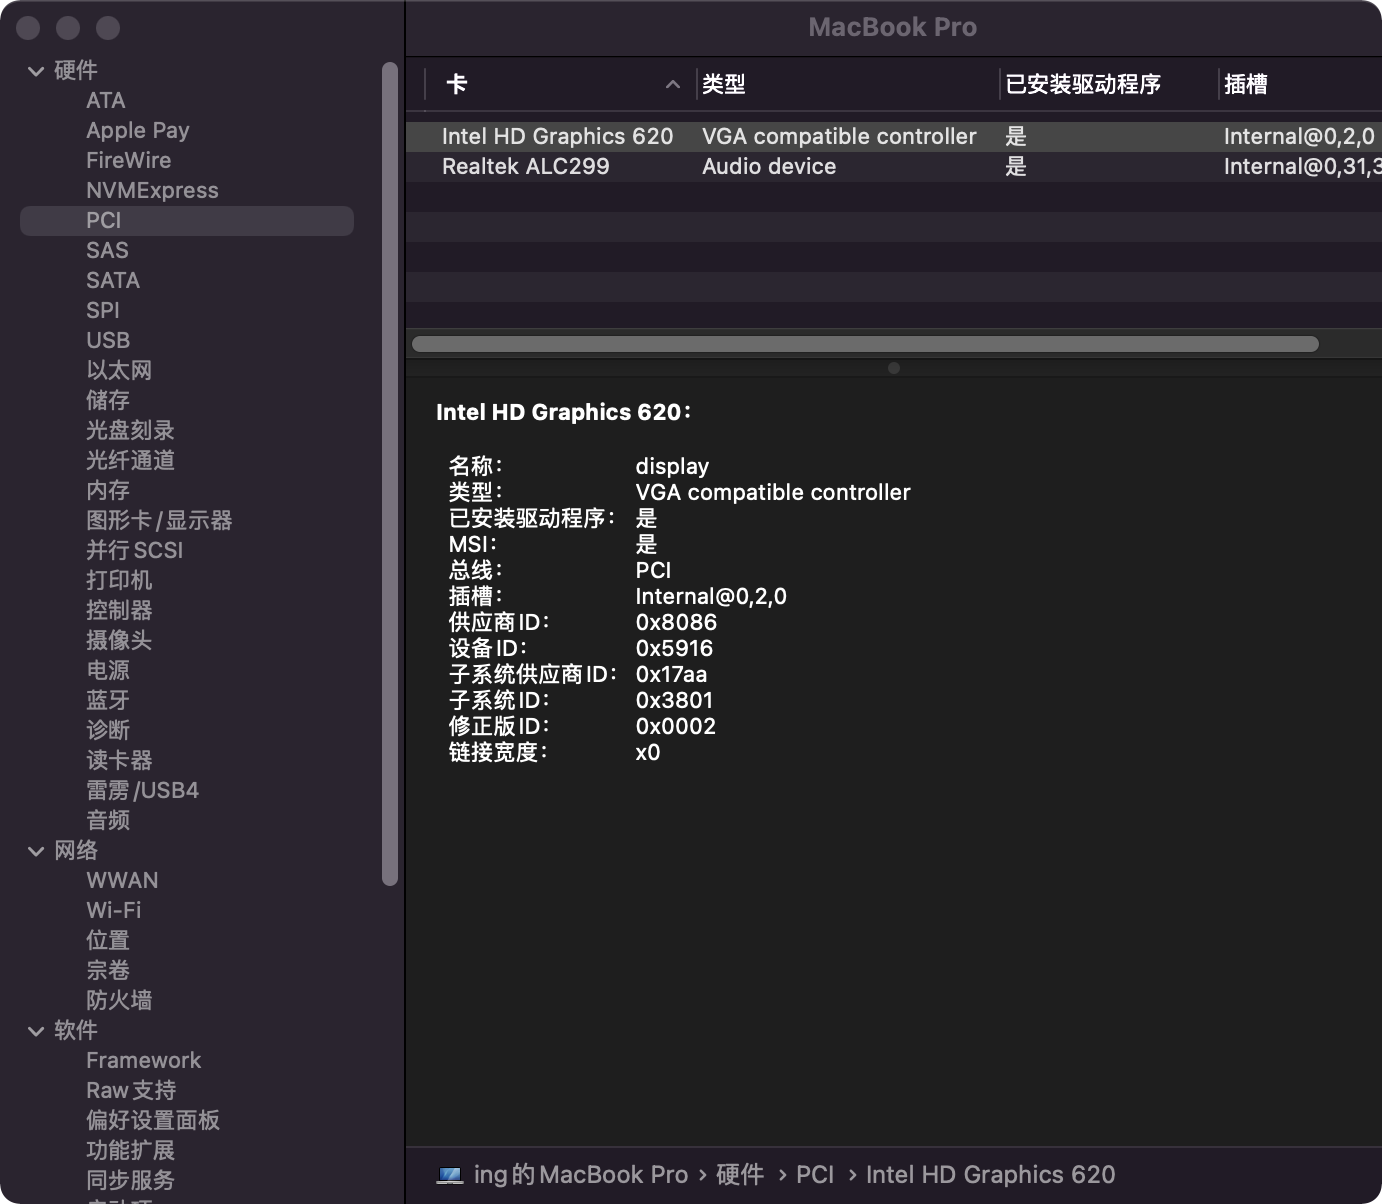 MacBook Pro
硬件
ATA
Apple Pay
FireWire
NVMExpress
PCI
SAS
SATA
SPI
USB
以太网
储存
光盘刻录
光纤通道
内存
图形卡/显示器
并行SCSI
打印机
控制器
摄像头
电源
蓝牙
诊断
读卡器
雷雳/USB4
音频
网络
WWAN
Wi-Fi
位置
宗卷
防火墙
软件
Framework
Raw支持
偏好设置面板
功能扩展
同步服务
卡 类型 已安装驱动程序 插槽
Intel HD Graphics 620 VGA compatible controller 是 Internal@0,2,0
Realtek ALC299 Audio device 是 Internal@0,31,3
Intel HD Graphics 620：
名称： display
类型： VGA compatible controller
已安装驱动程序： 是
MSI： 是
总线： PCI
插槽： Internal@0,2,0
供应商ID： 0x8086
设备ID： 0x5916
子系统供应商ID： 0x17aa
子系统ID： 0x3801
修正版ID： 0x0002
链接宽度： x0
ing的MacBook Pro › 硬件 › PCI › Intel HD Graphics 620